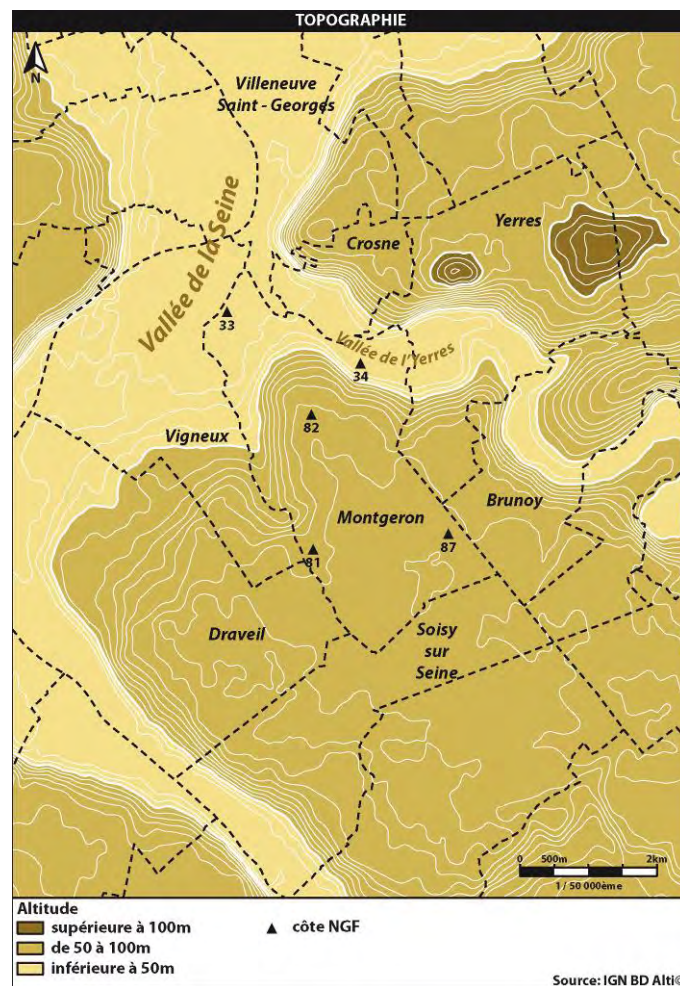 TOPOGRAPHIE
N
Villeneuve
Saint - Georges
Vallée de la Seine
Crosne
Yerres
33
Vallée de l'Yerres
34
82
Vigneux
Montgeron
Brunoy
87
81
Draveil
Soisy
sur
Seine
0 500m 2km
1 / 50 000ème
Altitude
supérieure à 100m
côte NGF
de 50 à 100m
inférieure à 50m
Source: IGN BD Alti©